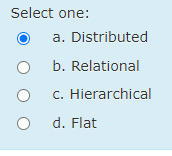 Select one:
a. Distributed
b. Relational
c. Hierarchical
d. Flat